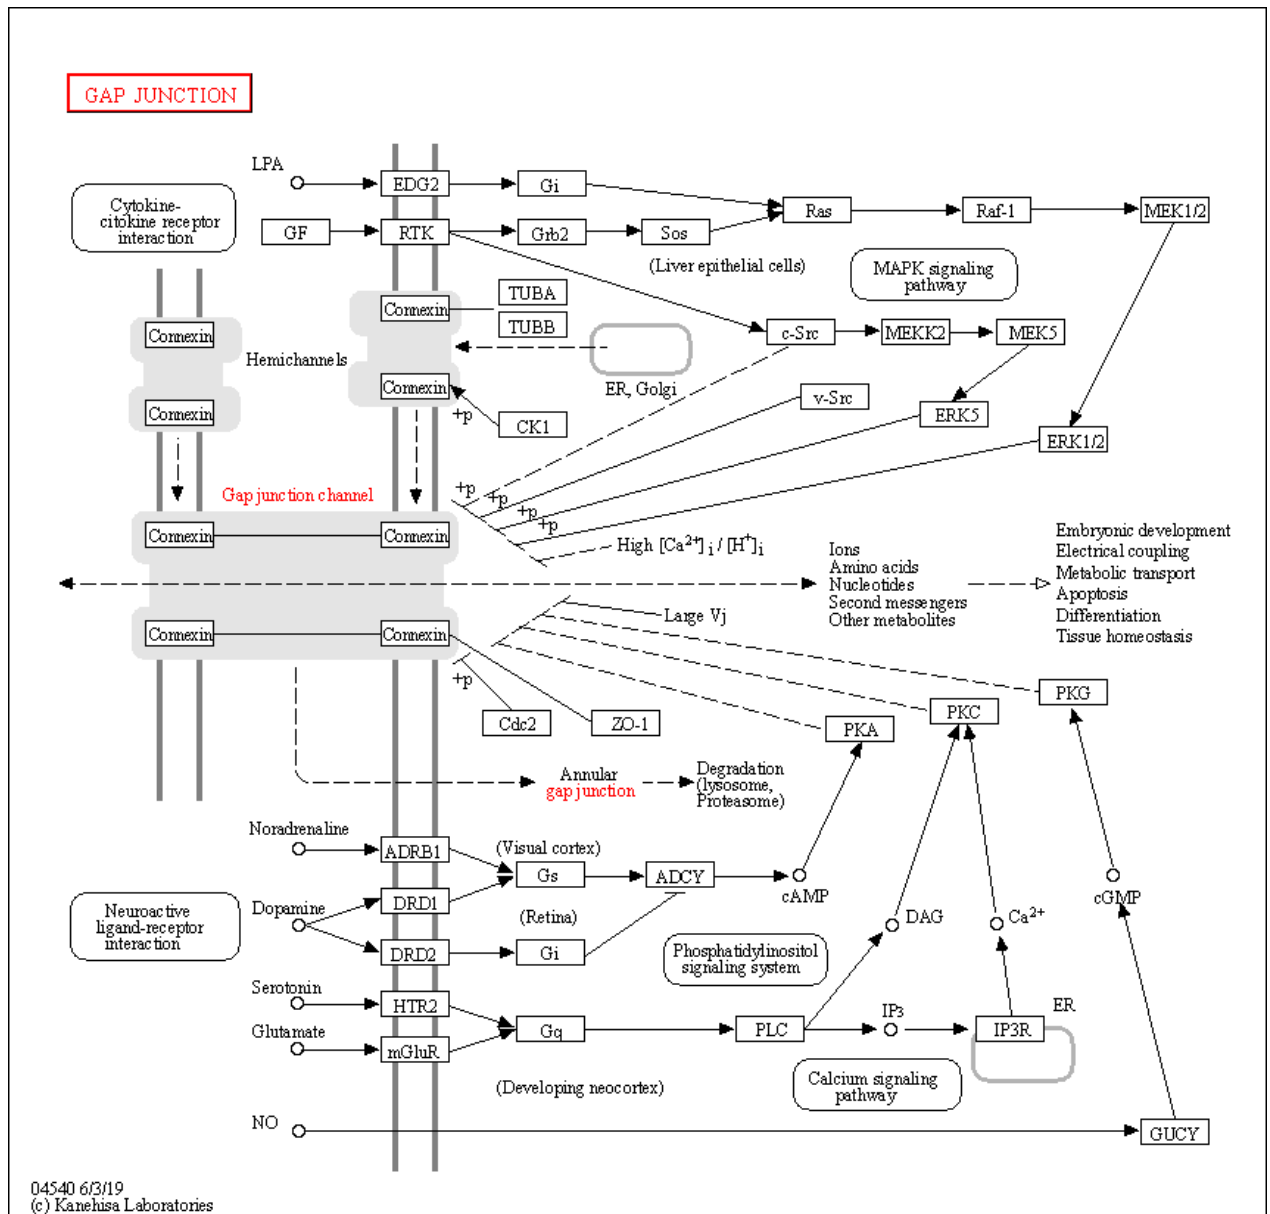 GAP JUNCTION
LPA
EDG2
Gi
Ras
Raf-1
MEK1/2
Cytokine-
citokine receptor
interaction
GF
RTK
Grb2
Sos
(Liver epithelial cells)
MAPK signaling
pathway
Connexin
TUBA
TUBB
Connexin
Hemichannels
c-Src
MEKK2
MEK5
ER, Golgi
Connexin
Connexin
+p
CK1
v-Src
ERK5
ERK1/2
Gap junction channel
+p
+p
+p
+p
Connexin
Connexin
High [Ca2+] i / [H+] i
Ions
Amino acids
Nucleotides
Second messengers
Other metabolites
Embryonic development
Electrical coupling
Metabolic transport
Apoptosis
Differentiation
Tissue homeostasis
Large Vj
Connexin
Connexin
+p
Cdc2
ZO-1
PKA
PKC
PKG
Annular
gap junction
Degradation
(lysosome,
Proteasome)
Noradrenaline
ADRB1
(Visual cortex)
Gs
ADCY
cAMP
cGMP
Neuroactive
ligand-receptor
interaction
Dopamine
DRD1
(Retina)
DRD2
Gi
DAG
Ca2+
Phosphatidylinositol
signaling system
Serotonin
HTR2
Glutamate
mGluR
Gq
PLC
IP3
IP3R
ER
(Developing neocortex)
Calcium signaling
pathway
NO
GUCY
04540 6/3/19
(c) Kanehisa Laboratories